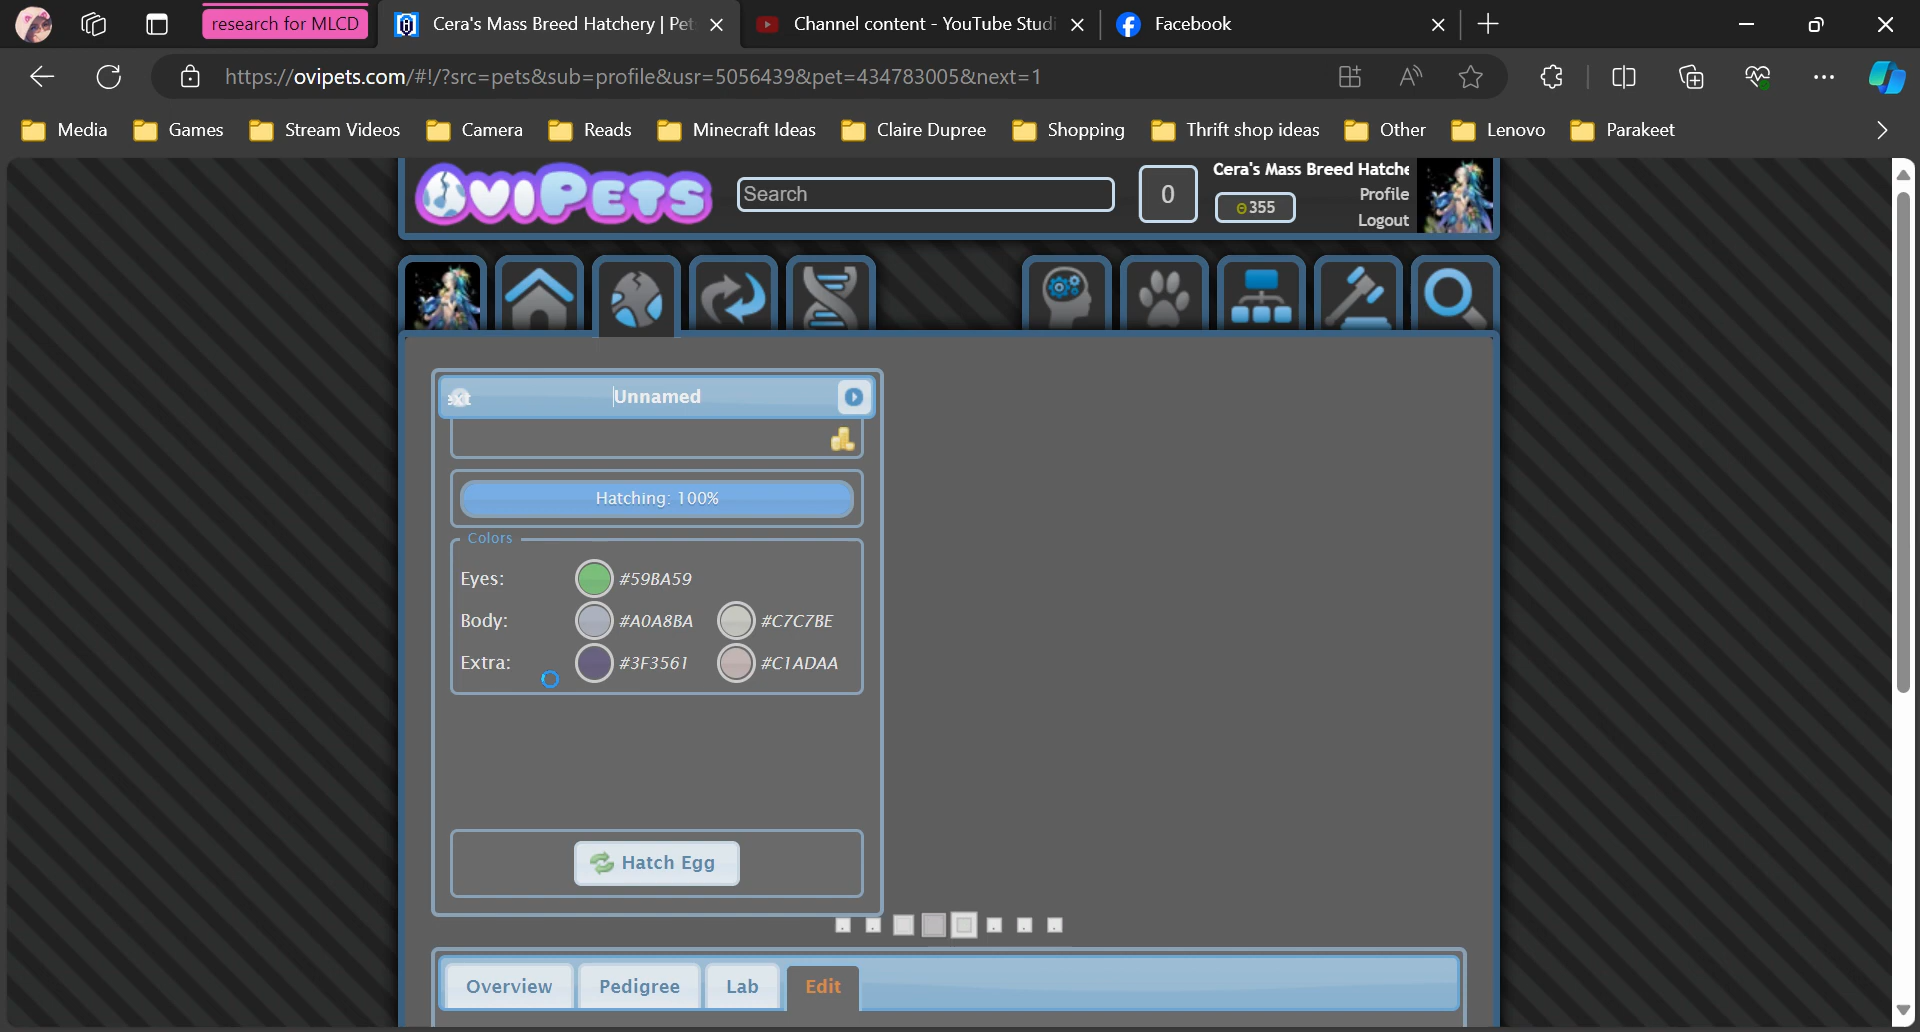 research for MLCD
Cera's Mass Breed Hatchery | Pet
Channel content - YouTube Studi
Facebook
https://ovipets.com/#!/?src=pets&sub=profile&usr=5056439&pet=434783005&next=1
Media
Games
Stream Videos
Camera
Reads
Minecraft Ideas
Claire Dupree
Shopping
Thrift shop ideas
Other
Lenovo
Parakeet
OviPets
Search
0
Cera's Mass Breed Hatche
355
Profile
Logout
ext
Unnamed
Hatching: 100%
Colors
Eyes: #59BA59
Body: #A0A8BA #C7C7BE
Extra: #3F3561 #C1ADAA
Hatch Egg
Overview
Pedigree
Lab
Edit